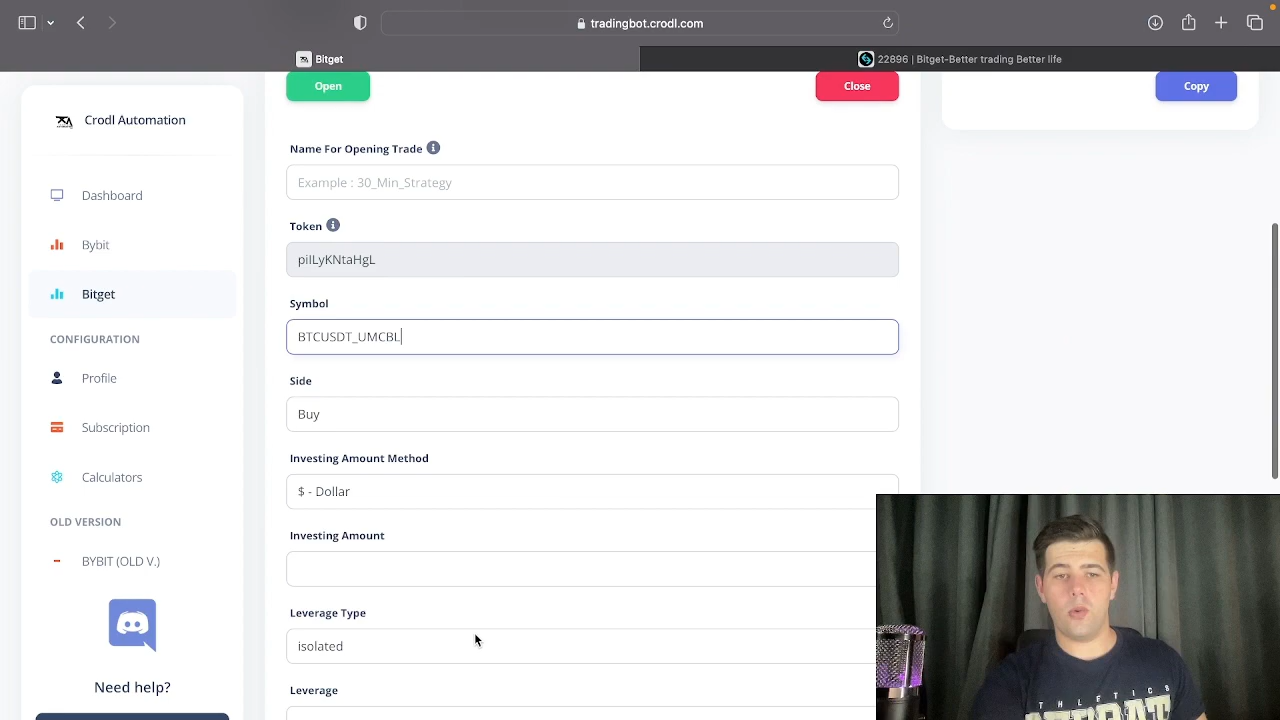 tradingbot.crodl.com
Bitget
22896 | Bitget-Better trading Better life
Crodl Automation
Dashboard
Bybit
Bitget
CONFIGURATION
Profile
Subscription
Calculators
OLD VERSION
BYBIT (OLD V.)
Need help?
Open
Close
Name For Opening Trade
Example : 30_Min_Strategy
Token
Symbol
BTCUSDT_UMCBL
Side
Buy
Investing Amount Method
$ - Dollar
Investing Amount
Leverage Type
isolated
Leverage
Copy
ATHLETICS